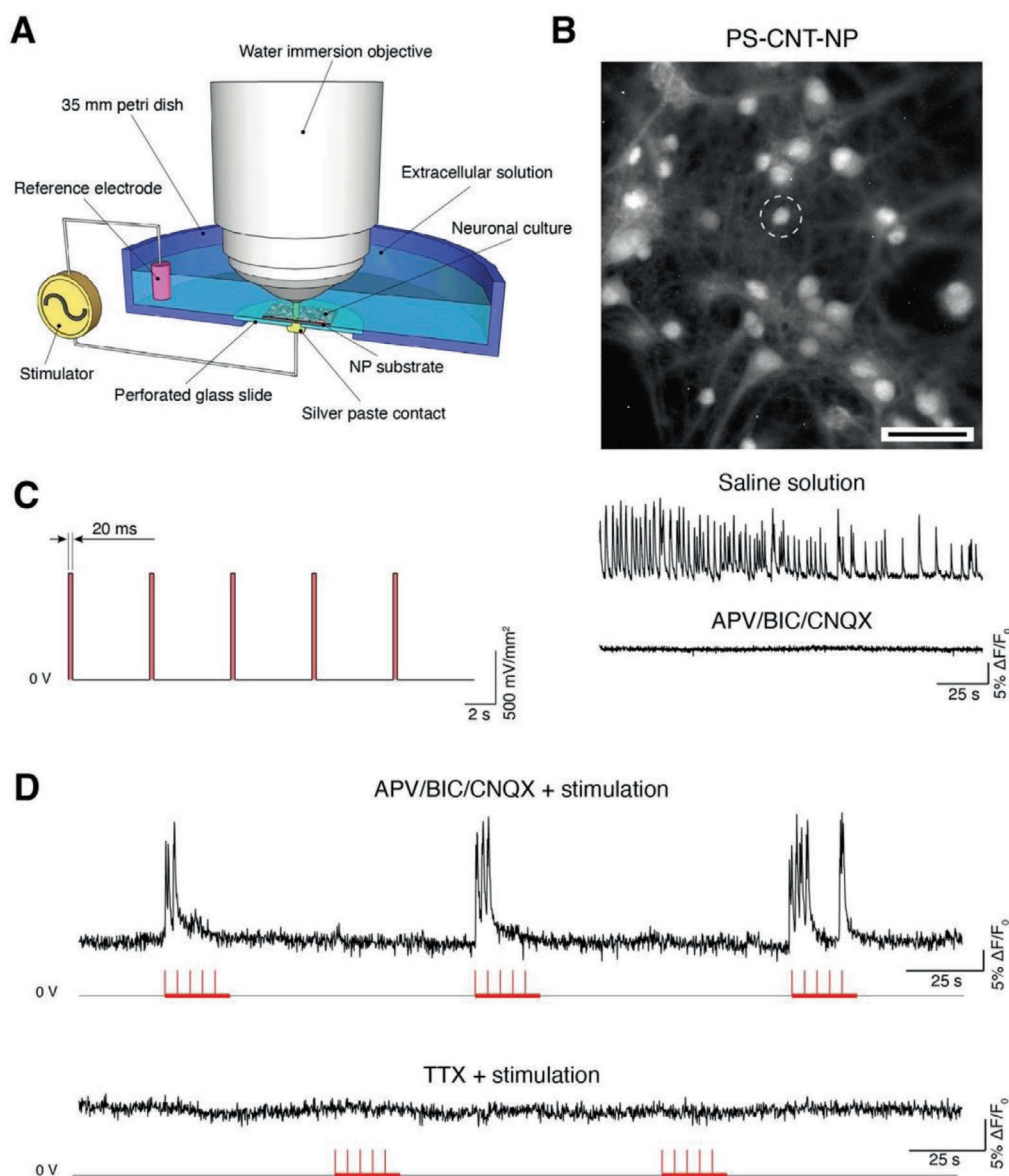 A
Water immersion objective
35 mm petri dish
Reference electrode
Extracellular solution
Neuronal culture
Stimulator
NP substrate
Perforated glass slide
Silver paste contact
B
PS-CNT-NP
Saline solution
APV/BIC/CNQX
5% ΔF/F₀
25 s
C
20 ms
0 V
500 mV/mm²
2 s
D
APV/BIC/CNQX + stimulation
5% ΔF/F₀
25 s
0 V
TTX + stimulation
5% ΔF/F₀
25 s
0 V